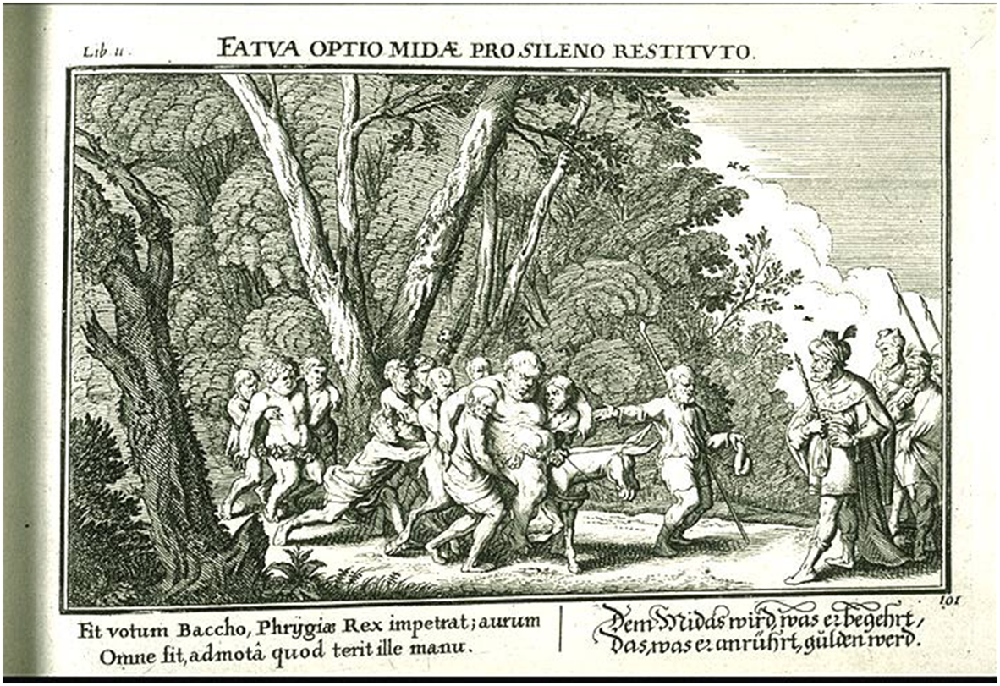 Lib 11.
FATVA OPTIO MIDÆ PRO SILENO RESTITVTO.
101
Fit votum Baccho, Phrygiæ Rex impetrat; aurum
Omne fit, admotâ quod terit ille manu.
Dem Midas wird, was er begehrt,
Das, was er anrührt, gülden werd.